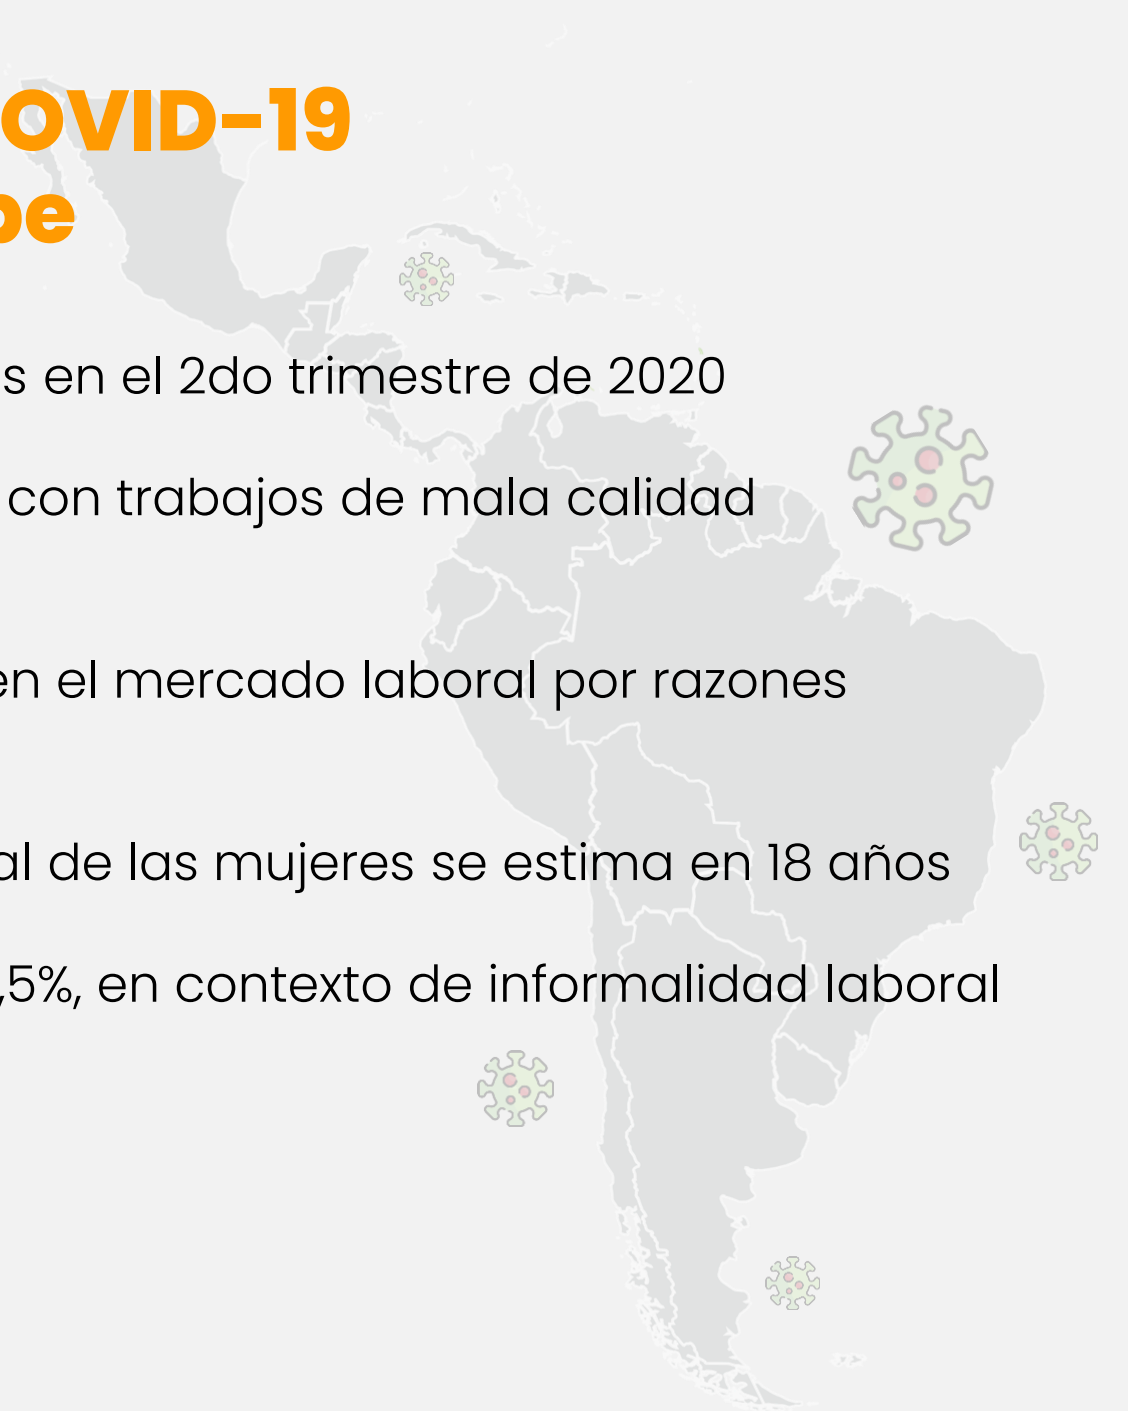 OVID-19
be
s en el 2do trimestre de 2020
con trabajos de mala calidad
en el mercado laboral por razones
al de las mujeres se estima en 18 años
,5%, en contexto de informalidad laboral